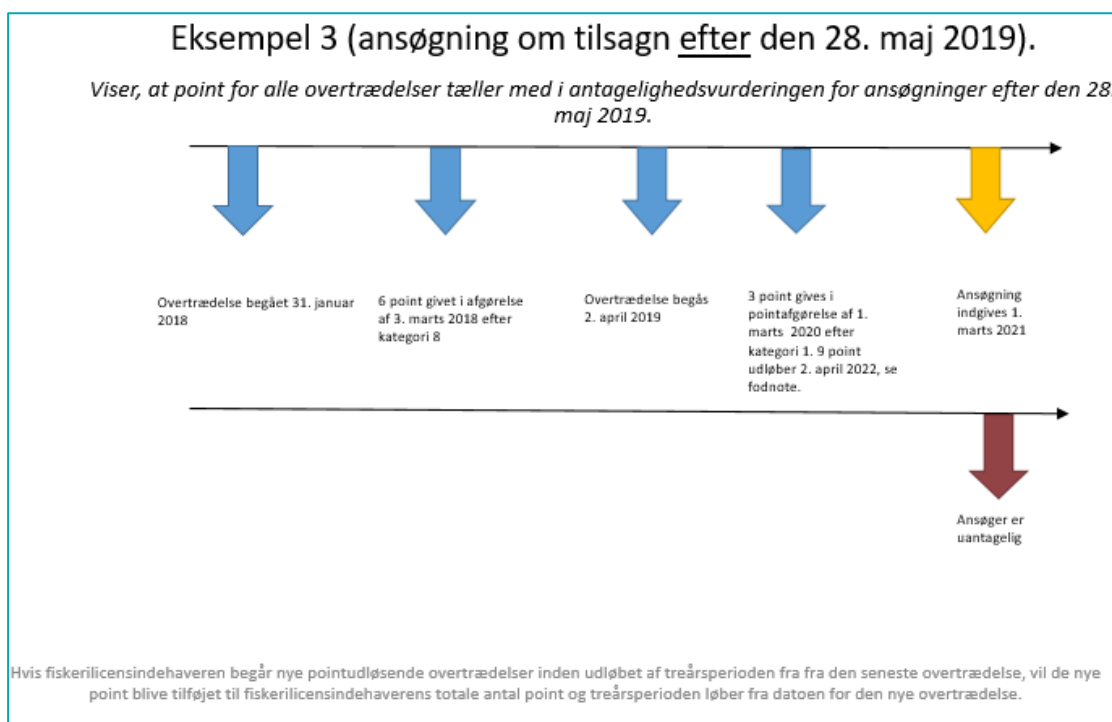 Eksempel 3 (ansøgning om tilsagn efter den 28. maj 2019).
Viser, at point for alle overtrædelser tæller med i antagelighedsvurderingen for ansøgninger efter den 28.
maj 2019.
Overtrædelse begået 31. januar
2018
6 point givet i afgørelse
af 3. marts 2018 efter
kategori 8
Overtrædelse begås
2. april 2019
3 point gives i
pointafgørelse af 1.
marts 2020 efter
kategori 1. 9 point
udløber 2. april 2022, se
fodnote.
Ansøgning
indgives 1.
marts 2021
Ansøger er
uantagelig
Hvis fiskerilicensindehaveren begår nye pointudløsende overtrædelser inden udløbet af treårsperioden fra fra den seneste overtrædelse, vil de nye
point blive tilføjet til fiskerilicensindehaverens totale antal point og treårsperioden løber fra datoen for den nye overtrædelse.